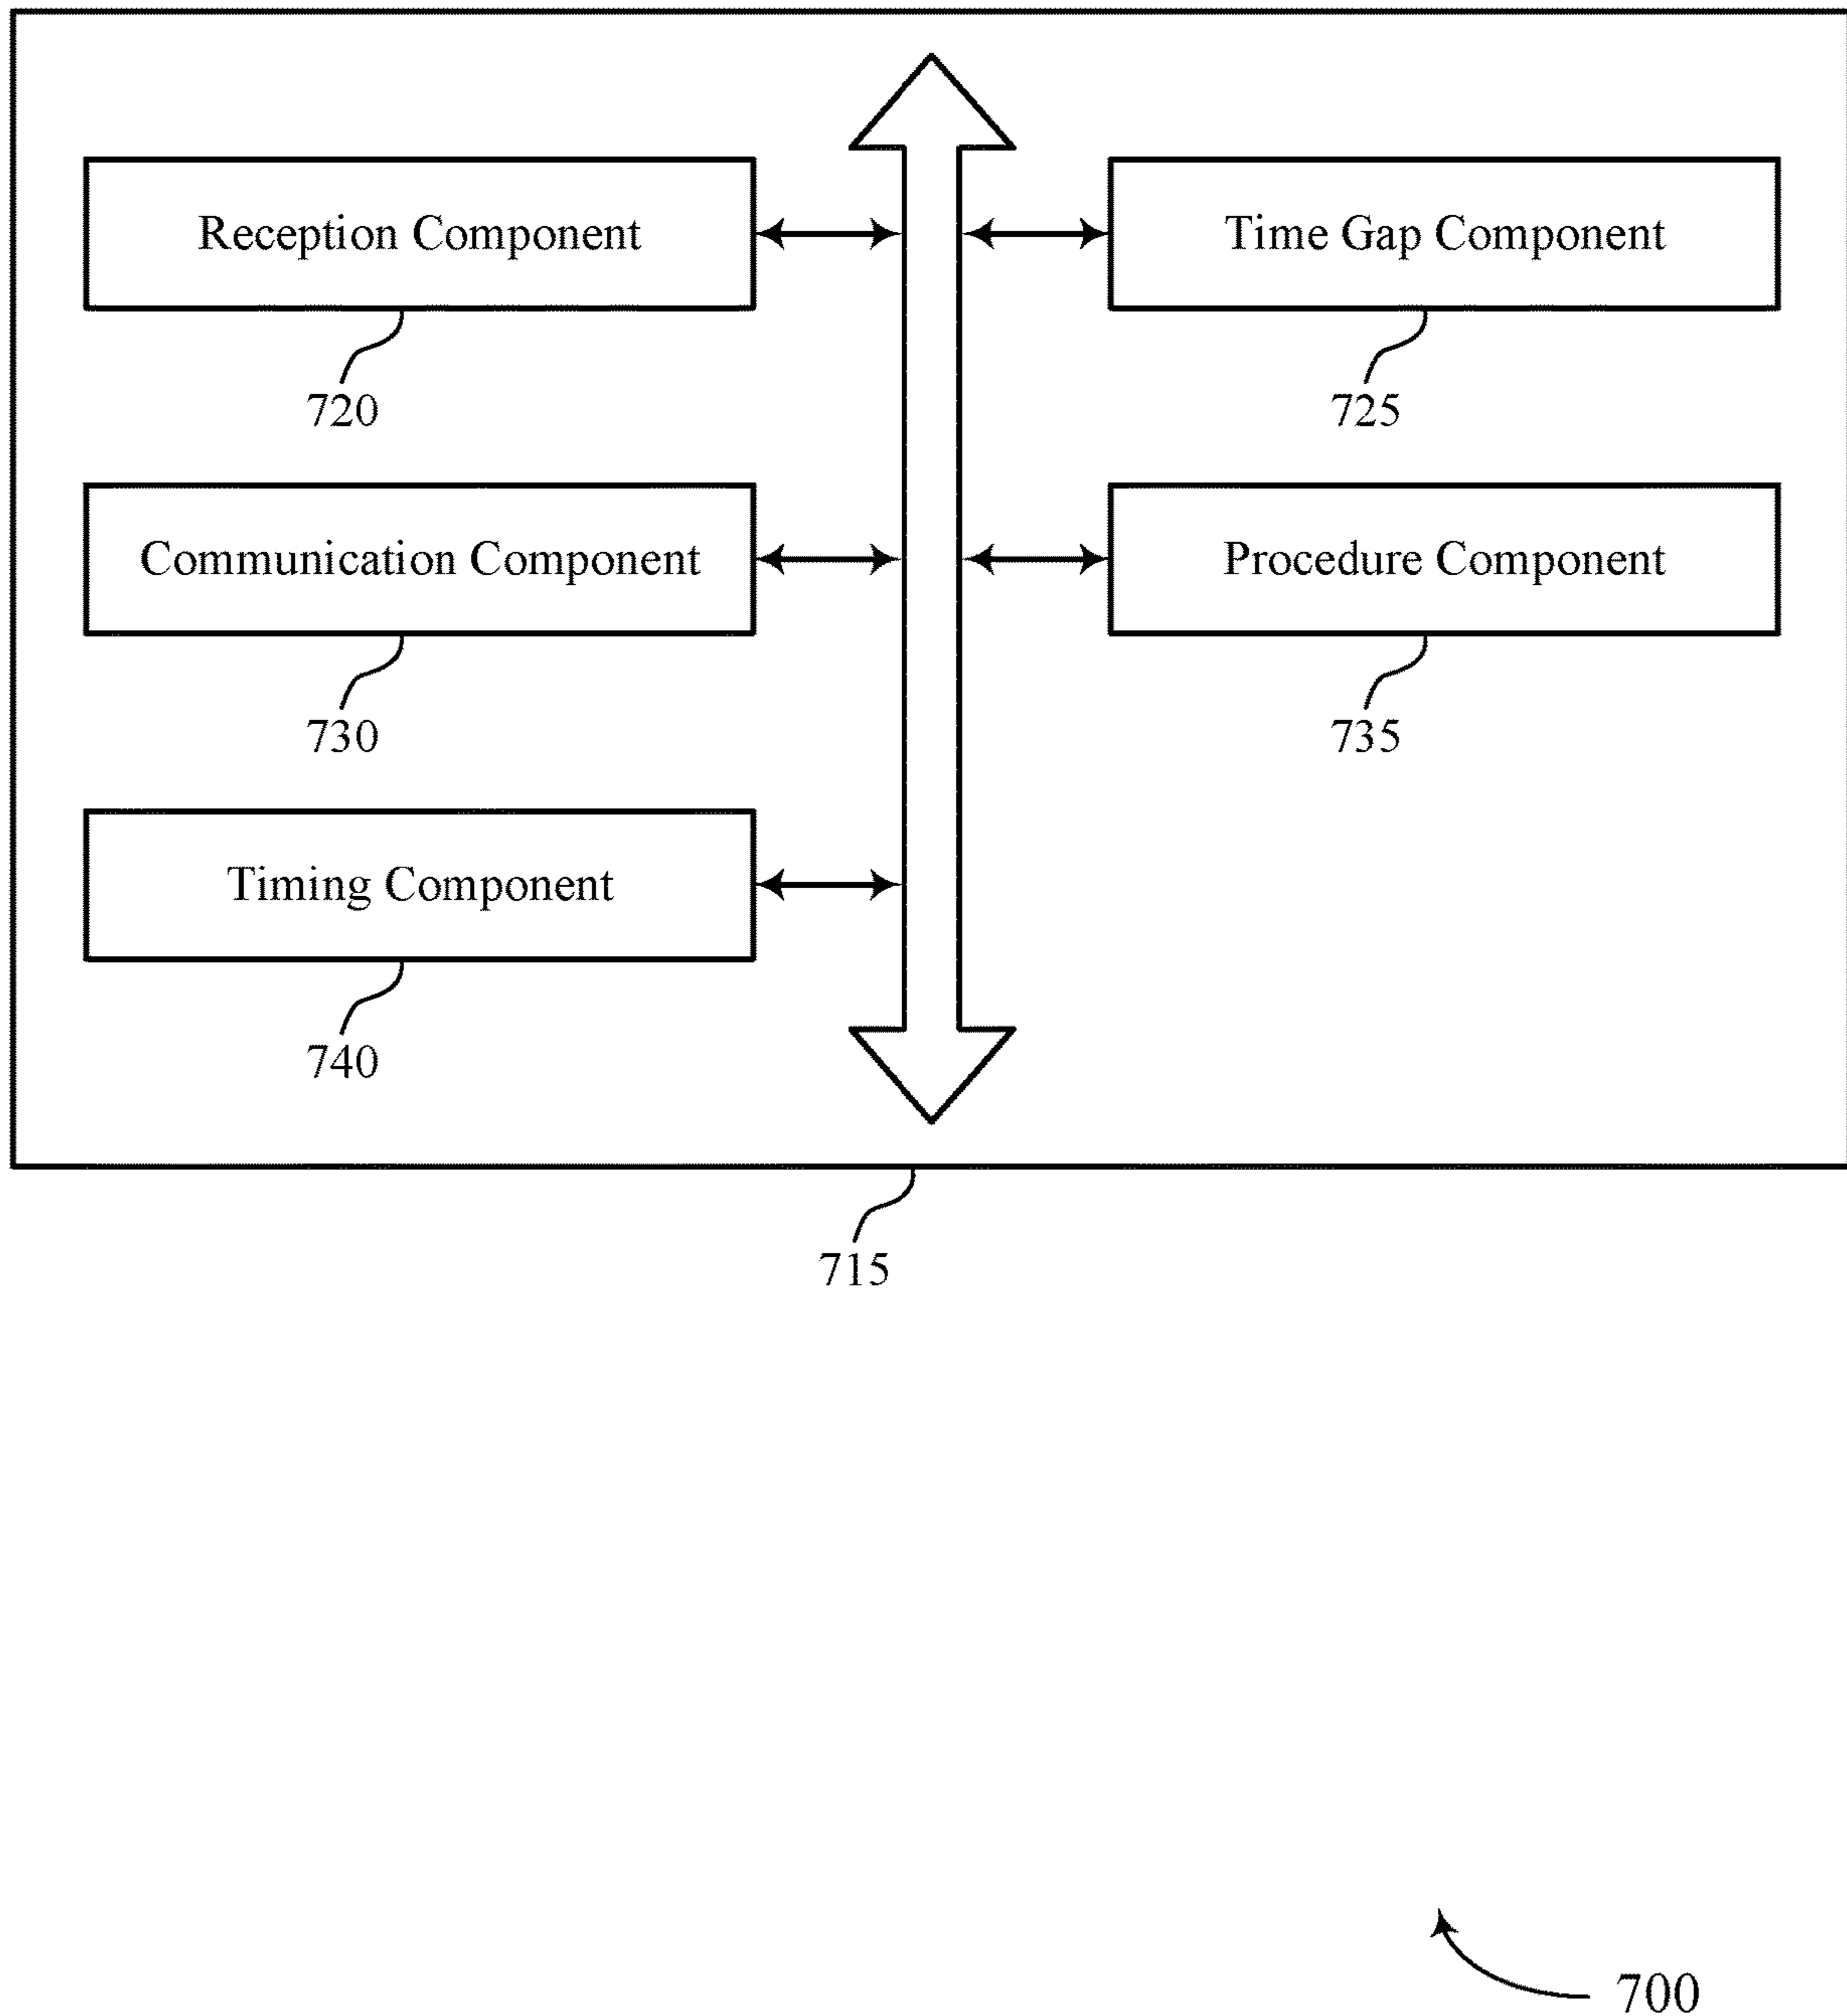 Reception Component
Time Gap Component
720
725
Communication Component
Procedure Component
730
735
Timing Component
740
715
700